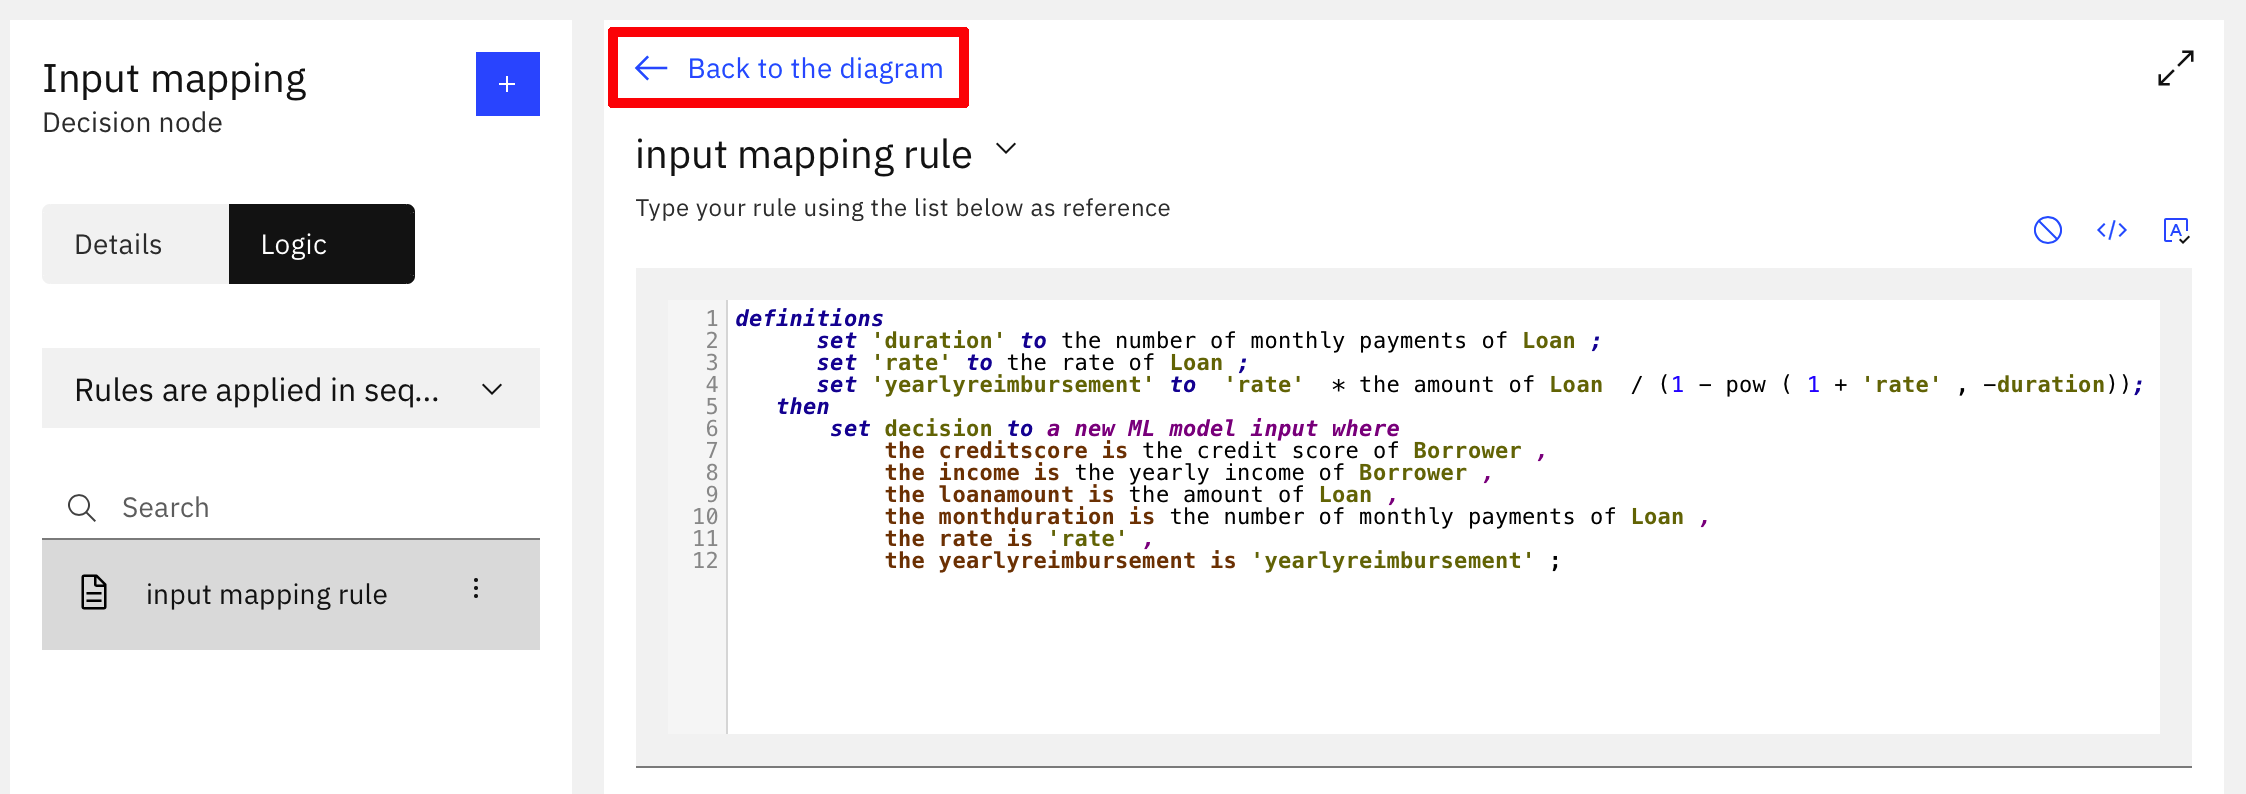 Input mapping
Decision node
+
Details
Logic
Rules are applied in seq...
Search
input mapping rule
← Back to the diagram
input mapping rule
Type your rule using the list below as reference
</>
A
1 definitions
2 set 'duration' to the number of monthly payments of Loan ;
3 set 'rate' to the rate of Loan ;
4 set 'yearlyreimbursement' to 'rate' * the amount of Loan / (1 - pow ( 1 + 'rate' , -duration));
5 then
6 set decision to a new ML model input where
7 the creditscore is the credit score of Borrower ,
8 the income is the yearly income of Borrower ,
9 the loanamount is the amount of Loan ,
10 the monthduration is the number of monthly payments of Loan ,
11 the rate is 'rate' ,
12 the yearlyreimbursement is 'yearlyreimbursement' ;